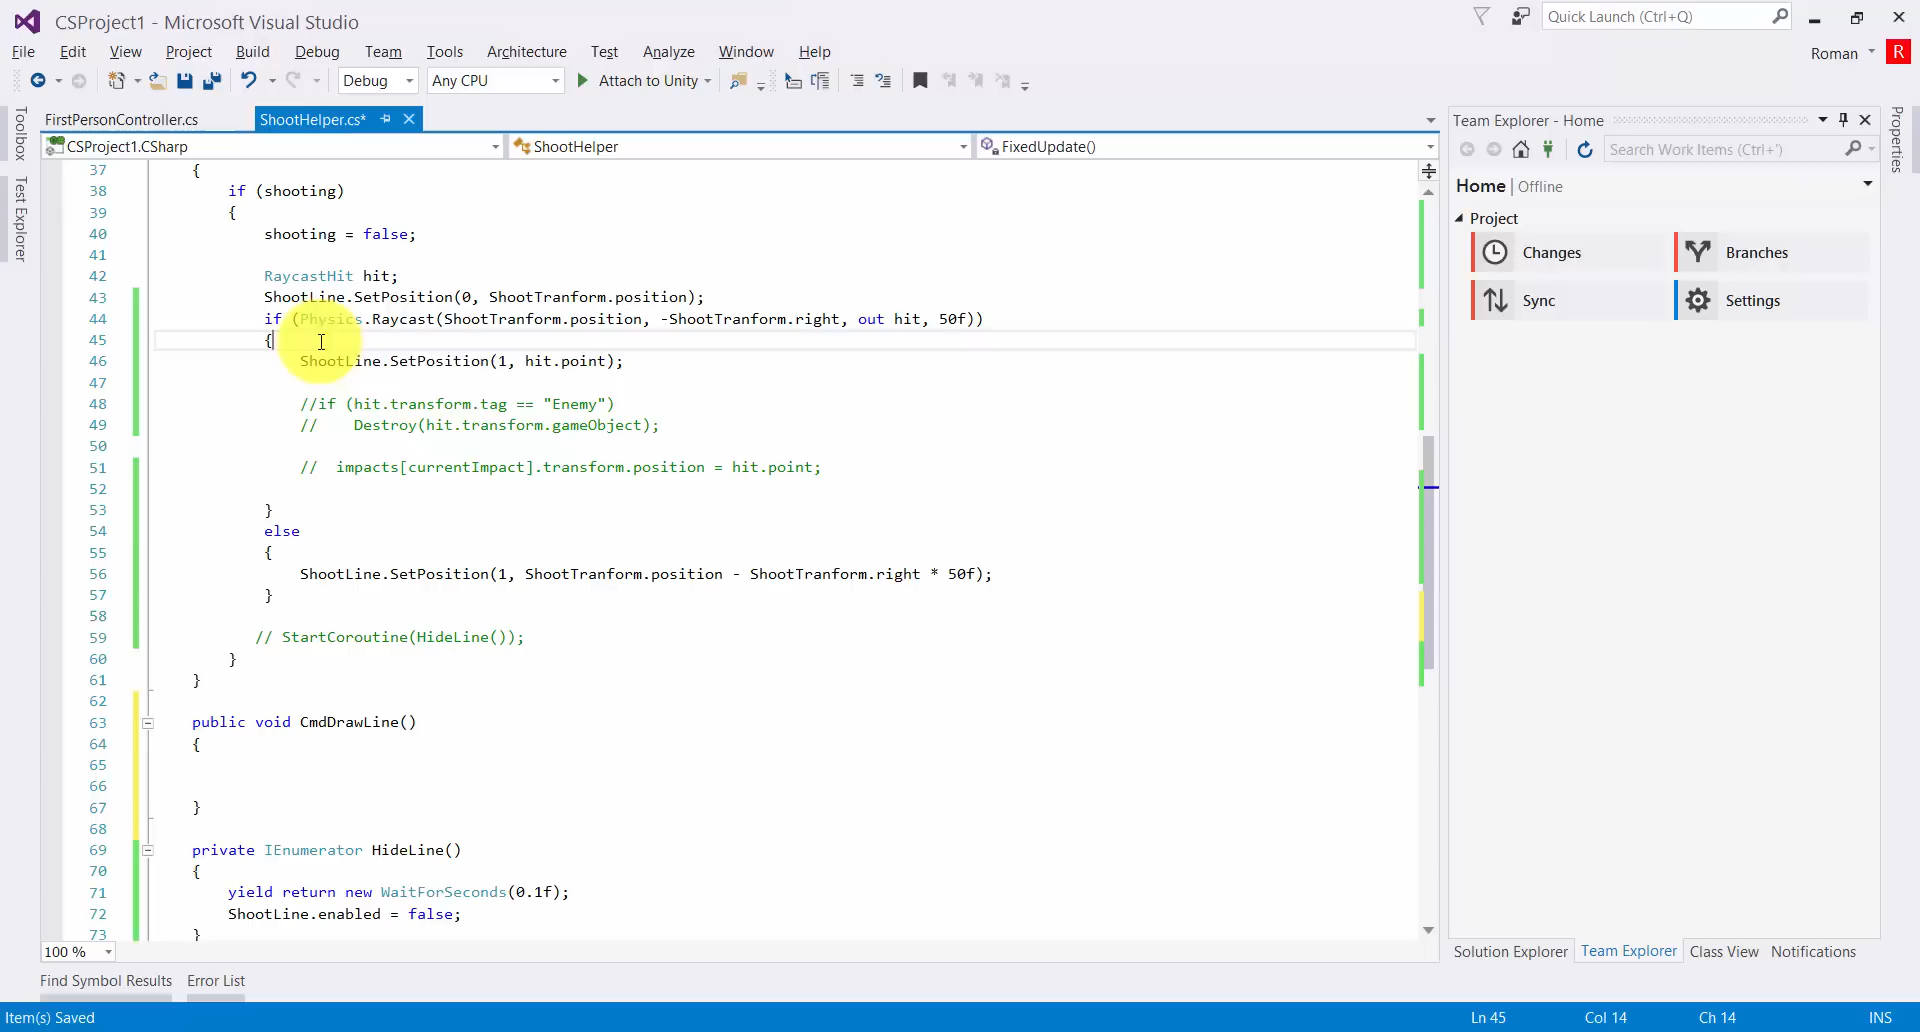 CSProject1 - Microsoft Visual Studio
Quick Launch (Ctrl+Q)
File Edit View Project Build Debug Team Tools Architecture Test Analyze Window Help
Roman R
Debug Any CPU Attach to Unity
Toolbox
Test Explorer
FirstPersonController.cs ShootHelper.cs*
CSProject1.CSharp ShootHelper FixedUpdate()
37 {
38 if (shooting)
39 {
40 shooting = false;
41
42 RaycastHit hit;
43 ShootLine.SetPosition(0, ShootTranform.position);
44 if (Physics.Raycast(ShootTranform.position, -ShootTranform.right, out hit, 50f))
45 {
46 ShootLine.SetPosition(1, hit.point);
47
48 //if (hit.transform.tag == "Enemy")
49 // Destroy(hit.transform.gameObject);
50
51 // impacts[currentImpact].transform.position = hit.point;
52
53 }
54 else
55 {
56 ShootLine.SetPosition(1, ShootTranform.position - ShootTranform.right * 50f);
57 }
58
59 // StartCoroutine(HideLine());
60 }
61 }
62
63 public void CmdDrawLine()
64 {
65
66
67 }
68
69 private IEnumerator HideLine()
70 {
71 yield return new WaitForSeconds(0.1f);
72 ShootLine.enabled = false;
73 }
100 %
Team Explorer - Home
Search Work Items (Ctrl+')
Home | Offline
Project
Changes Branches
Sync Settings
Properties
Solution Explorer Team Explorer Class View Notifications
Find Symbol Results Error List
Item(s) Saved Ln 45 Col 14 Ch 14 INS